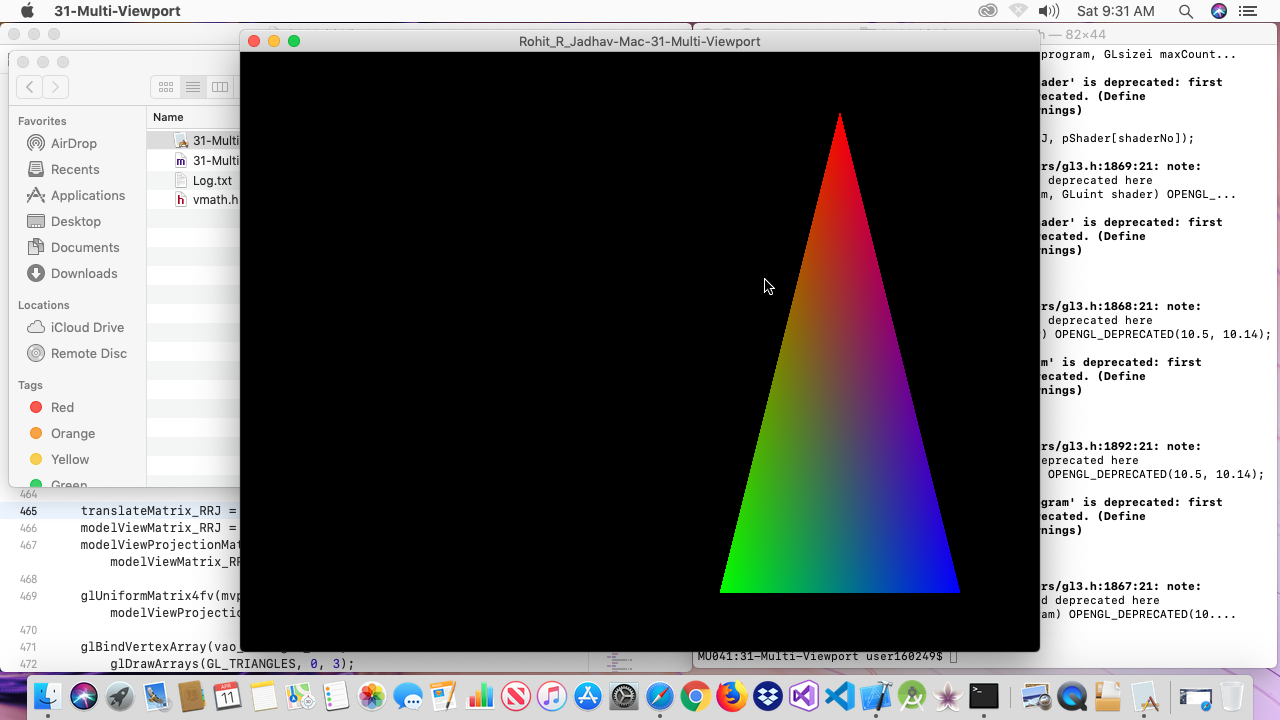 31-Multi-Viewport
Sat 9:31 AM
Rohit_R_Jadhav-Mac-31-Multi-Viewport
— 82×44
Favorites
AirDrop
Recents
Applications
Desktop
Documents
Downloads
Locations
iCloud Drive
Remote Disc
Tags
Red
Orange
Yellow
Green
Name
31-Multi
31-Multi
Log.txt
vmath.h
464
465 translateMatrix_RRJ =
466 modelViewMatrix_RRJ =
467 modelViewProjectionMat
modelViewMatrix_RR
468
469 glUniformMatrix4fv(mvp
modelViewProjectio
470
471 glBindVertexArray(vao_
472 glDrawArrays(GL_TRIANGLES, 0, 3);
program, GLsizei maxCount...
ader' is deprecated: first
ecated. (Define
nings)
J, pShader[shaderNo]);
rs/gl3.h:1869:21: note:
deprecated here
m, GLuint shader) OPENGL_...
ader' is deprecated: first
ecated. (Define
nings)
rs/gl3.h:1868:21: note:
deprecated here
) OPENGL_DEPRECATED(10.5, 10.14);
m' is deprecated: first
ecated. (Define
nings)
rs/gl3.h:1892:21: note:
eprecated here
OPENGL_DEPRECATED(10.5, 10.14);
gram' is deprecated: first
ecated. (Define
nings)
rs/gl3.h:1867:21: note:
d deprecated here
am) OPENGL_DEPRECATED(10....
MU041:31-Multi-Viewport user160249$
APR
11